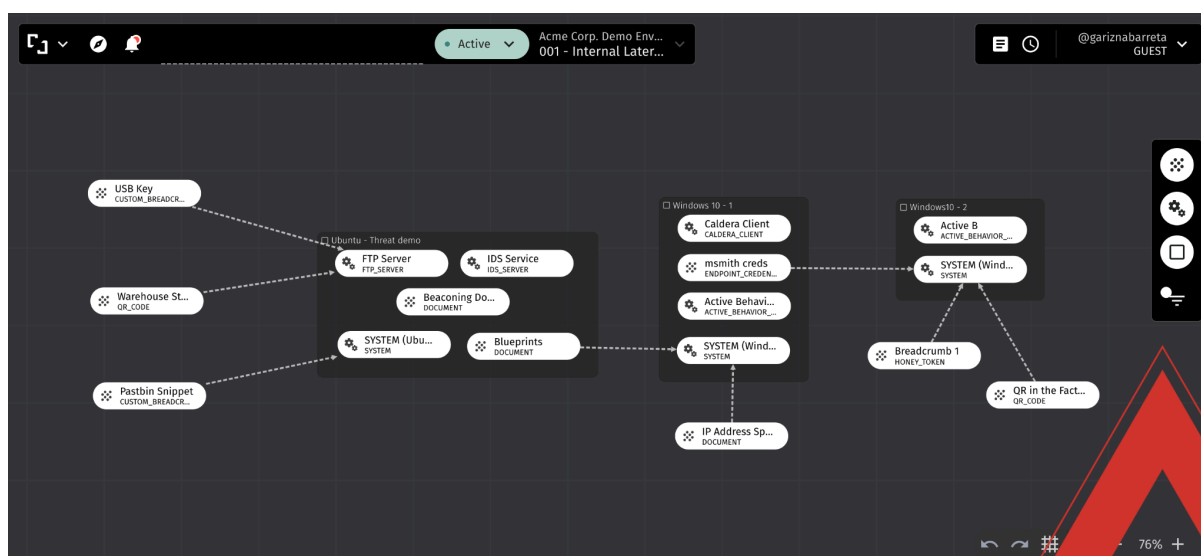 Active
Acme Corp. Demo Env...
001 - Internal Later...
@gariznabarreta
GUEST
USB Key
CUSTOM_BREADCR...
Warehouse St...
QR_CODE
Pastbin Snippet
CUSTOM_BREADCR...
Ubuntu - Threat demo
FTP Server
FTP_SERVER
IDS Service
IDS_SERVER
Beaconing Do...
DOCUMENT
SYSTEM (Ubu...
SYSTEM
Blueprints
DOCUMENT
Windows 10 - 1
Caldera Client
CALDERA_CLIENT
msmith creds
ENDPOINT_CREDEN...
Active Behavi...
ACTIVE_BEHAVIOR_...
SYSTEM (Wind...
SYSTEM
IP Address Sp...
DOCUMENT
Windows10 - 2
Active B
ACTIVE_BEHAVIOR_...
SYSTEM (Wind...
SYSTEM
Breadcrumb 1
HONEY_TOKEN
QR in the Fact...
QR_CODE
76%